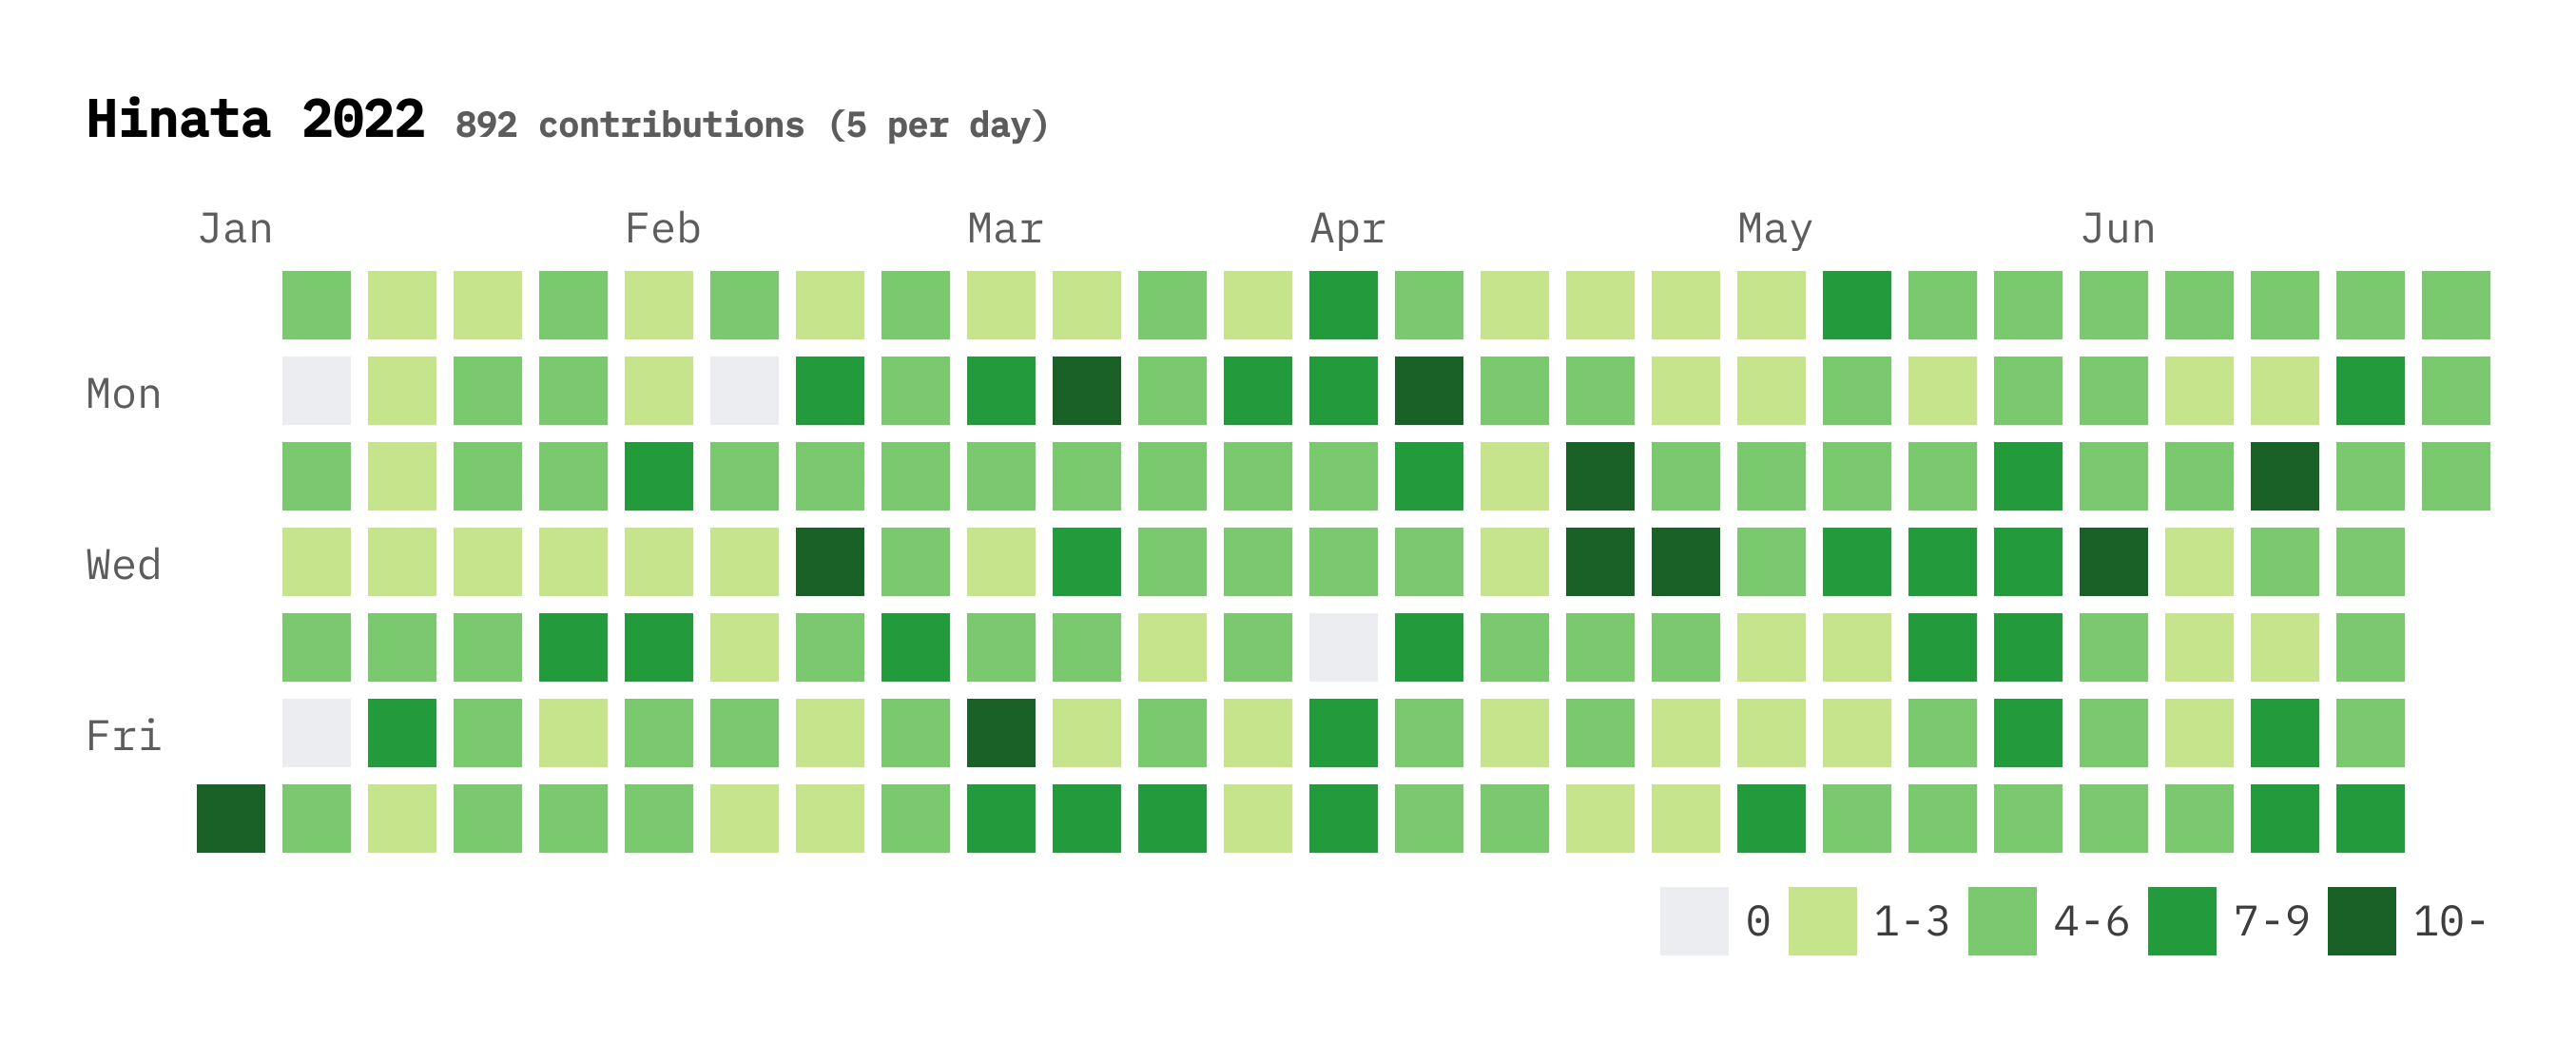 Hinata 2022 892 contributions (5 per day)
Jan Feb Mar Apr May Jun
Mon
Wed
Fri
0 1-3 4-6 7-9 10-